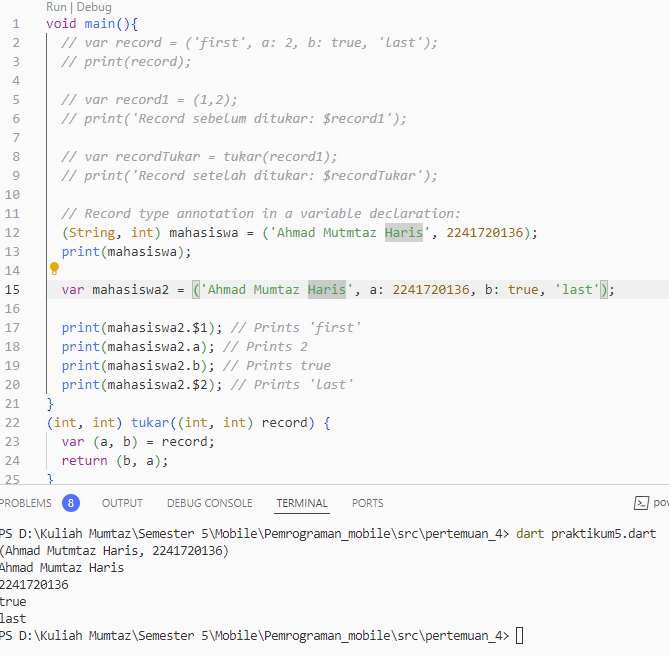 Run | Debug
1 void main(){
2 // var record = ('first', a: 2, b: true, 'last');
3 // print(record);
4
5 // var record1 = (1,2);
6 // print('Record sebelum ditukar: $record1');
7
8 // var recordTukar = tukar(record1);
9 // print('Record setelah ditukar: $recordTukar');
10
11 // Record type annotation in a variable declaration:
12 (String, int) mahasiswa = ('Ahmad Mutmtaz Haris', 2241720136);
13 print(mahasiswa);
14
15 var mahasiswa2 = ('Ahmad Mumtaz Haris', a: 2241720136, b: true, 'last');
16
17 print(mahasiswa2.$1); // Prints 'first'
18 print(mahasiswa2.a); // Prints 2
19 print(mahasiswa2.b); // Prints true
20 print(mahasiswa2.$2); // Prints 'last'
21 }
22 (int, int) tukar((int, int) record) {
23 var (a, b) = record;
24 return (b, a);
25 }
PROBLEMS 8 OUTPUT DEBUG CONSOLE TERMINAL PORTS pow
PS D:\Kuliah Mumtaz\Semester 5\Mobile\Pemrograman_mobile\src\pertemuan_4> dart praktikum5.dart
(Ahmad Mutmtaz Haris, 2241720136)
Ahmad Mumtaz Haris
2241720136
true
last
PS D:\Kuliah Mumtaz\Semester 5\Mobile\Pemrograman_mobile\src\pertemuan_4>